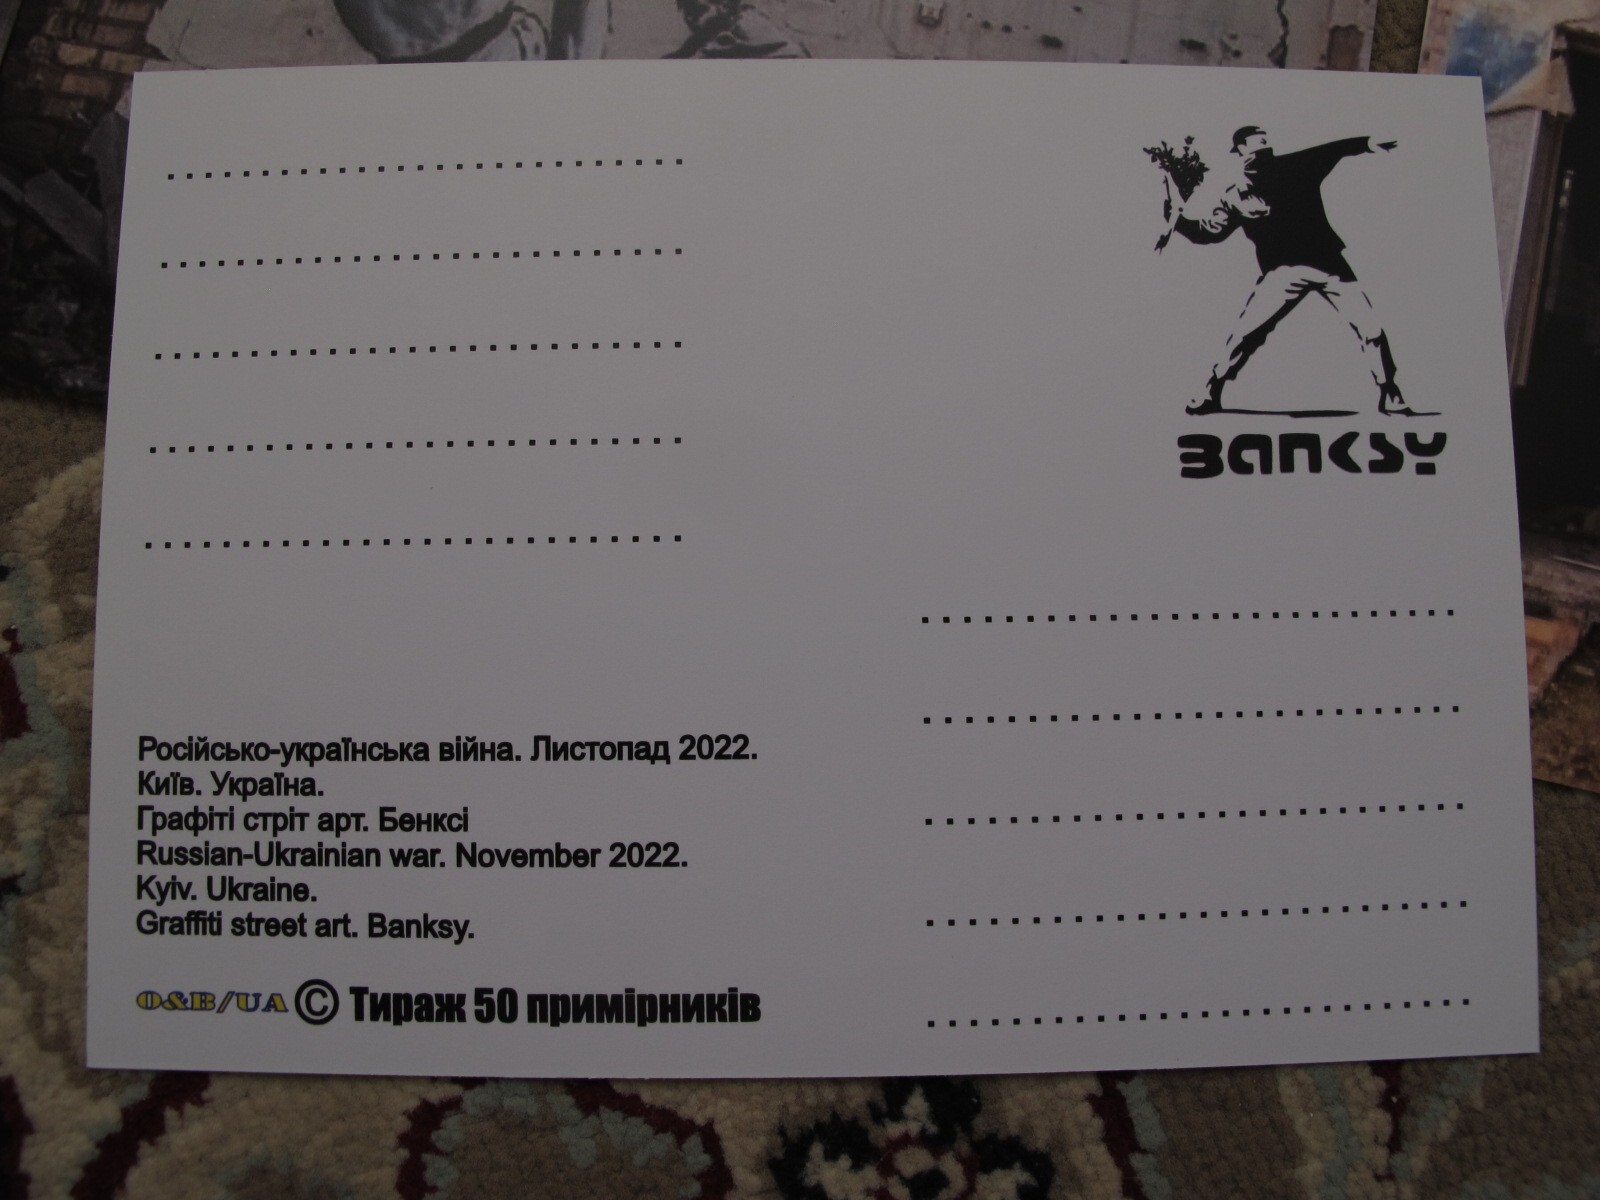 BANKSY
Російсько-українська війна. Листопад 2022.
Київ. Україна.
Графіті стріт арт. Бенксі
Russian-Ukrainian war. November 2022.
Kyiv. Ukraine.
Graffiti street art. Banksy.
O&B/UA © Тираж 50 примірників